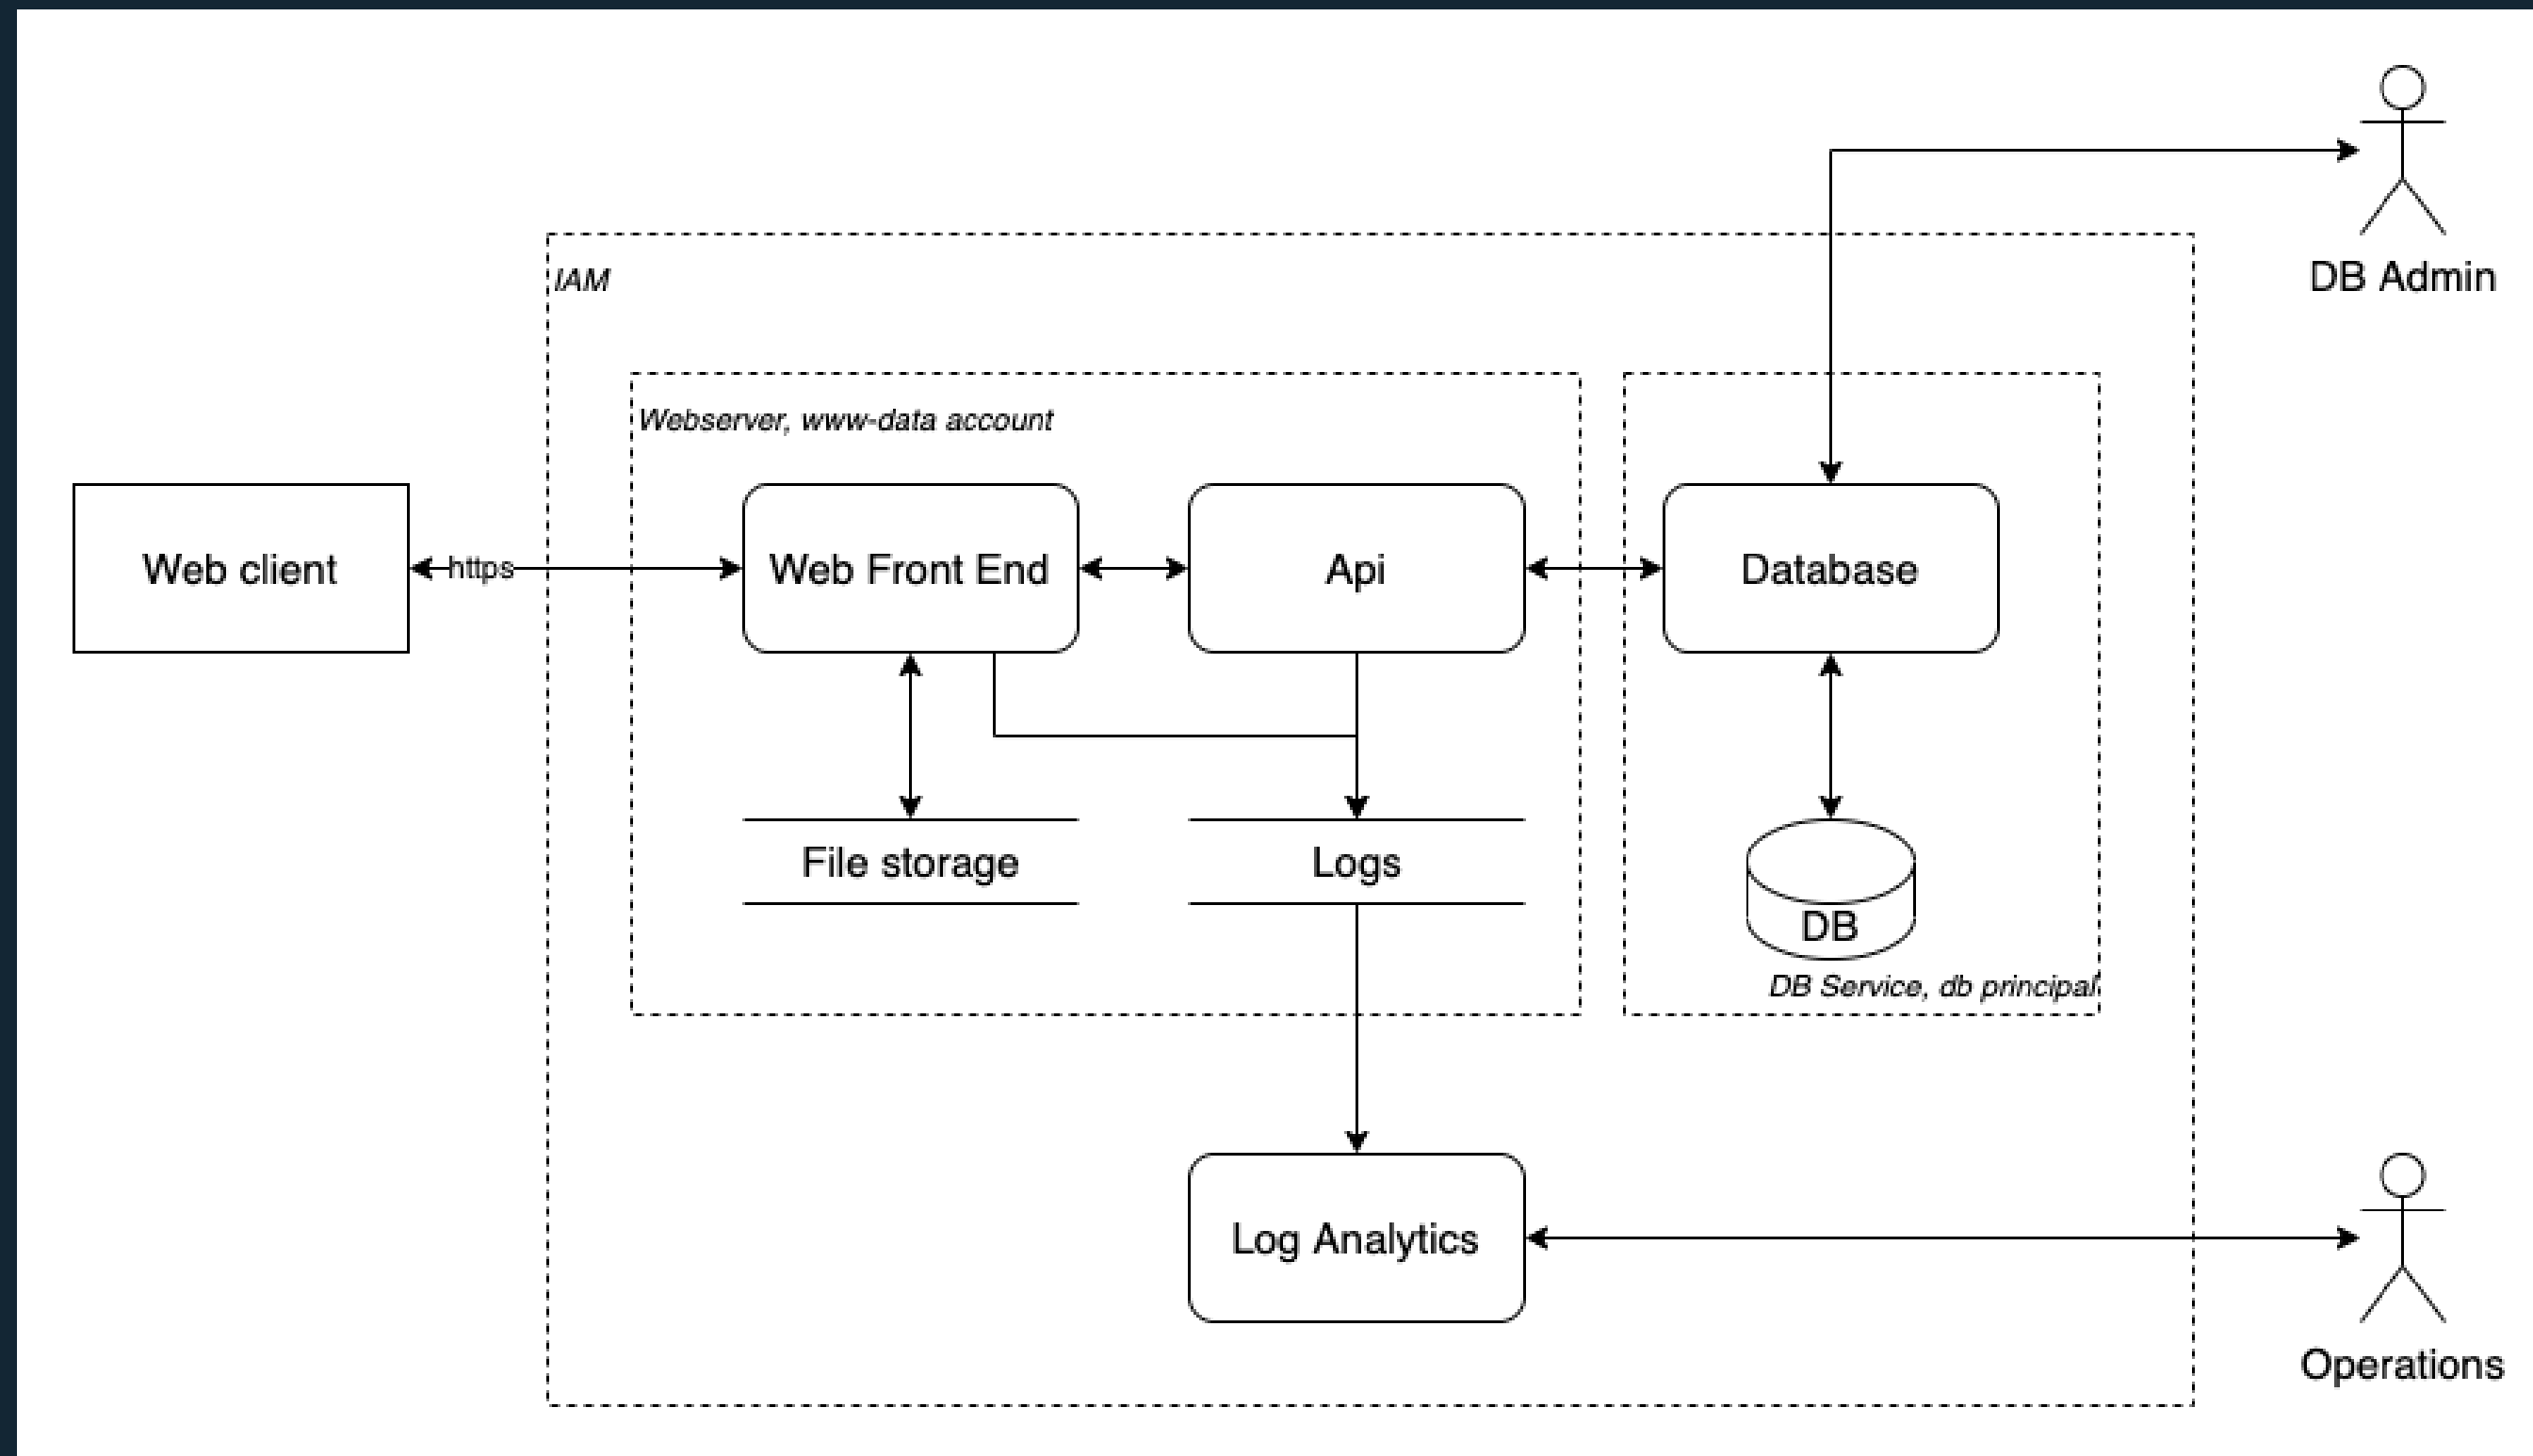 DB Admin
IAM
Webserver, www-data account
Web client
https
Web Front End
Api
Database
File storage
Logs
DB
DB Service, db principal
Log Analytics
Operations